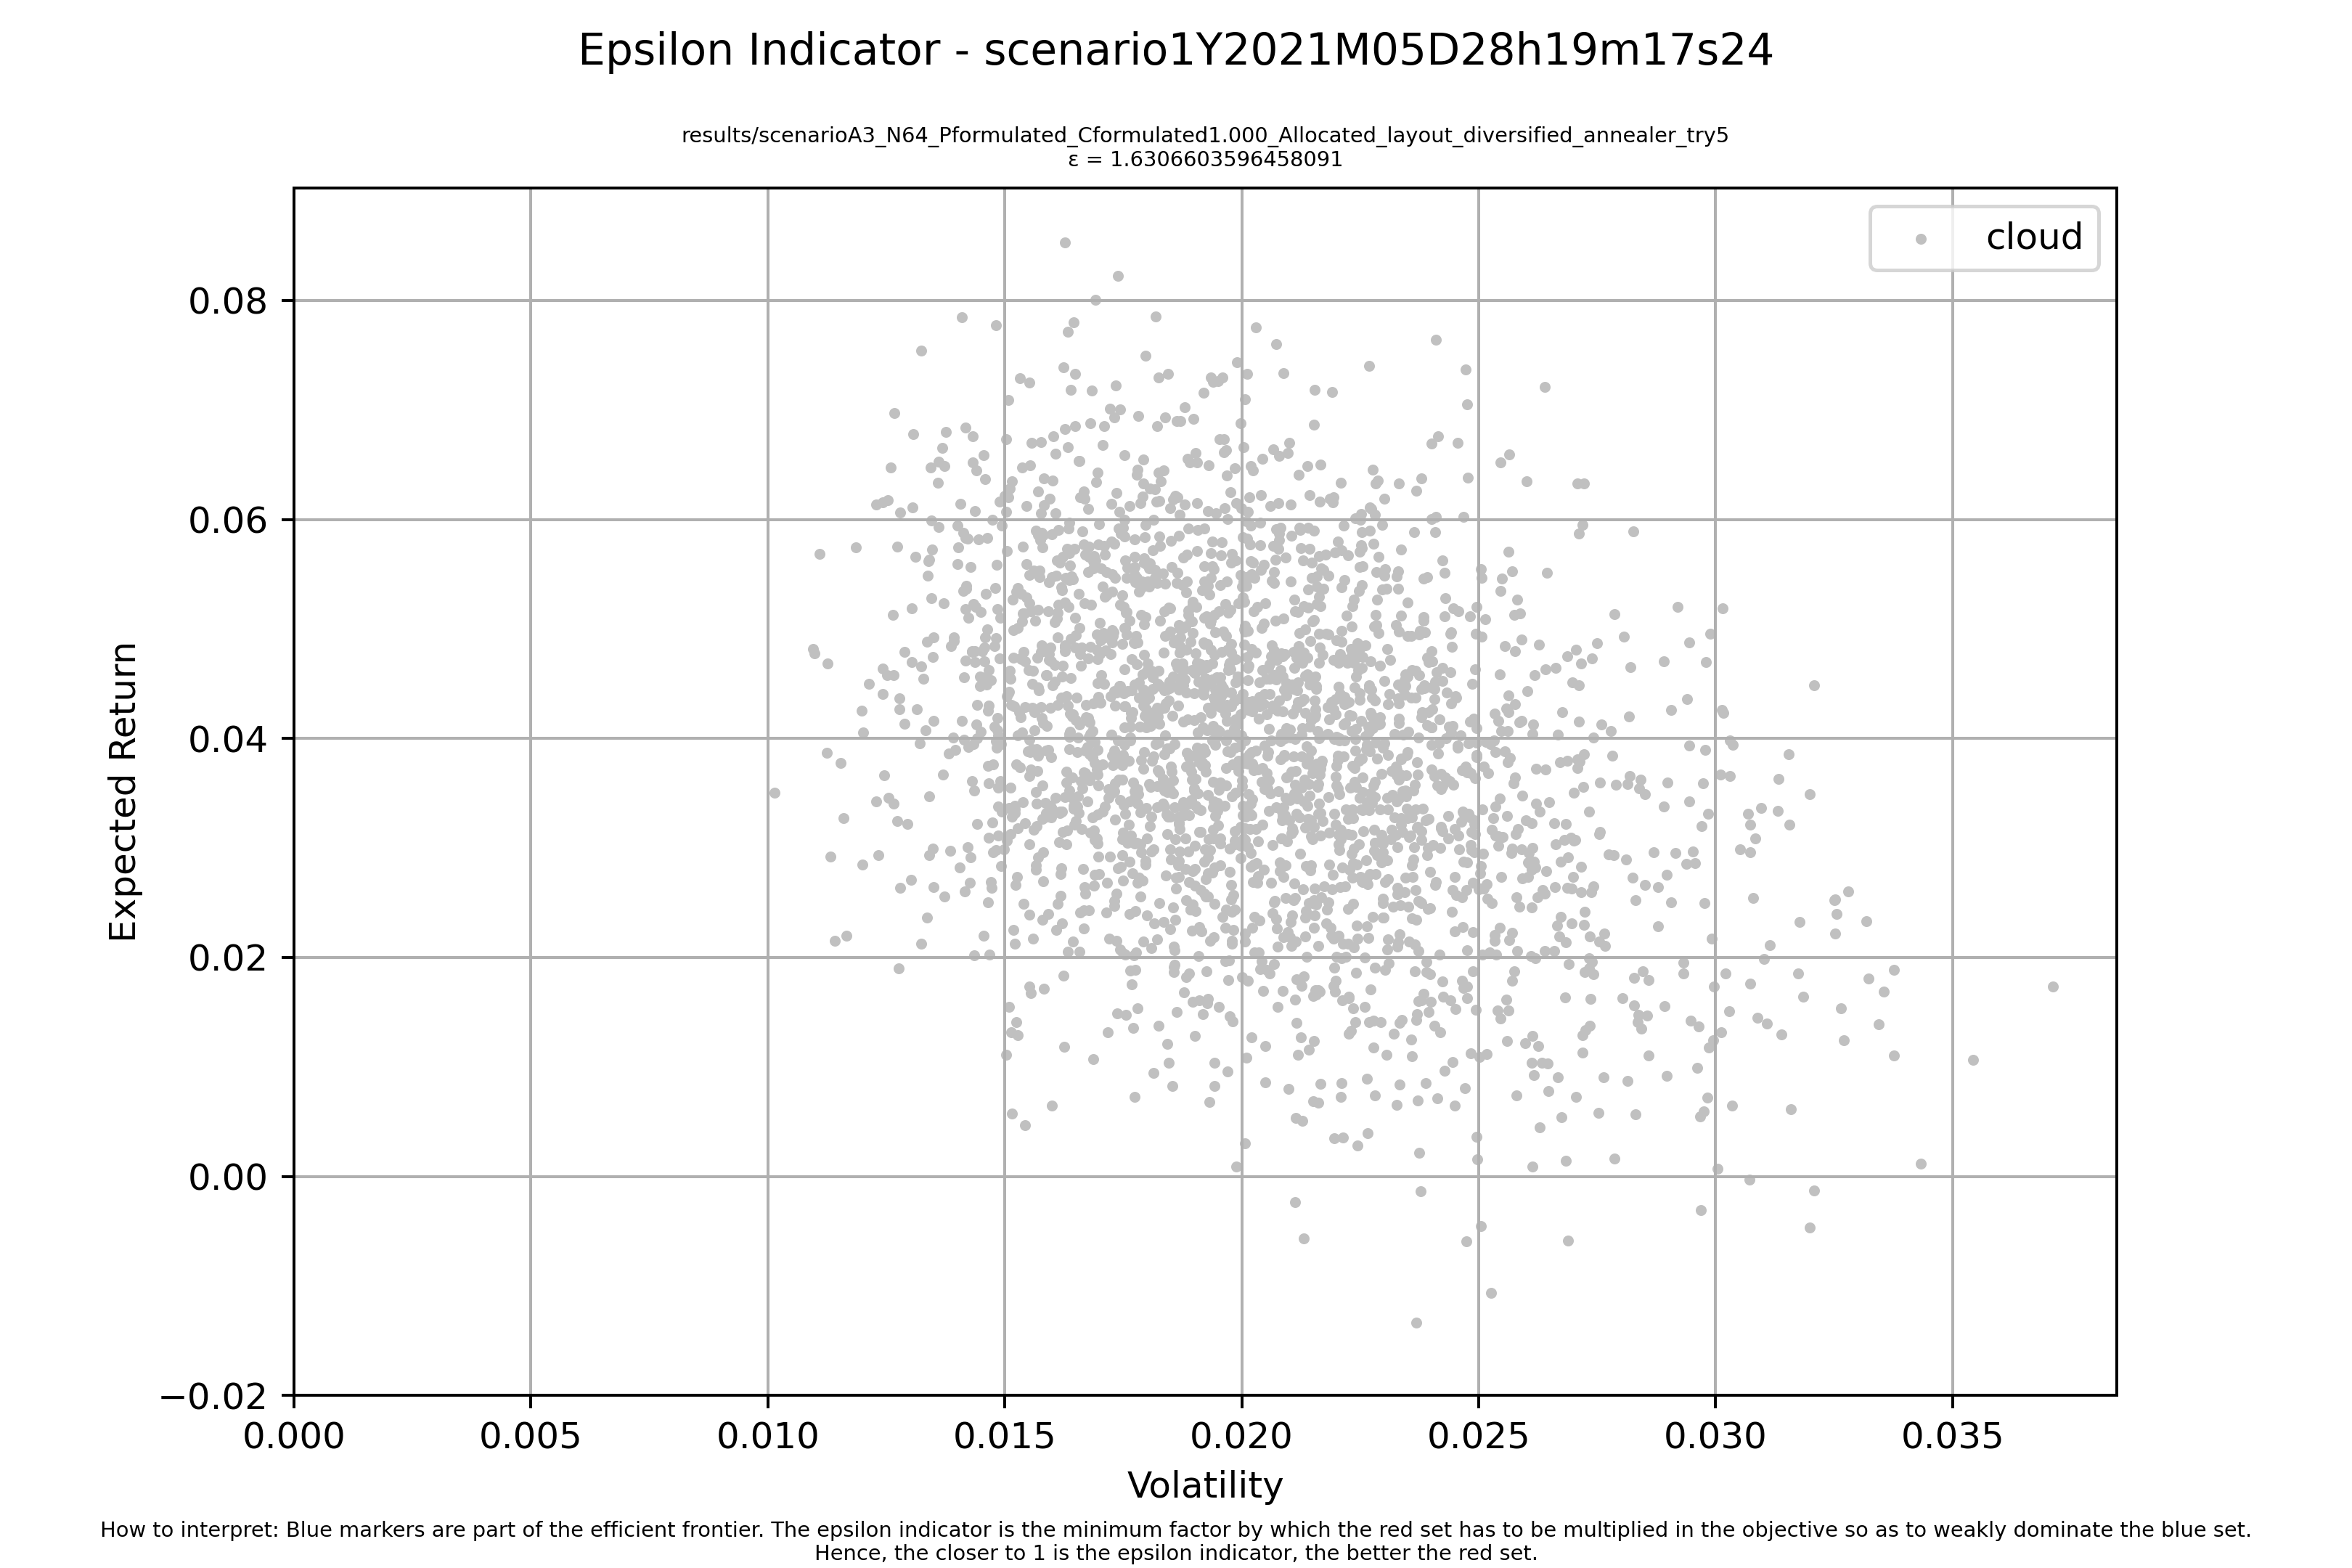 Epsilon Indicator - scenario1Y2021M05D28h19m17s24
results/scenarioA3_N64_Pformulated_Cformulated1.000_Allocated_layout_diversified_annealer_try5
ε = 1.6306603596458091
cloud
0.08
0.06
0.04
0.02
0.00
−0.02
Expected Return
0.000 0.005 0.010 0.015 0.020 0.025 0.030 0.035
Volatility
How to interpret: Blue markers are part of the efficient frontier. The epsilon indicator is the minimum factor by which the red set has to be multiplied in the objective so as to weakly dominate the blue set.
Hence, the closer to 1 is the epsilon indicator, the better the red set.